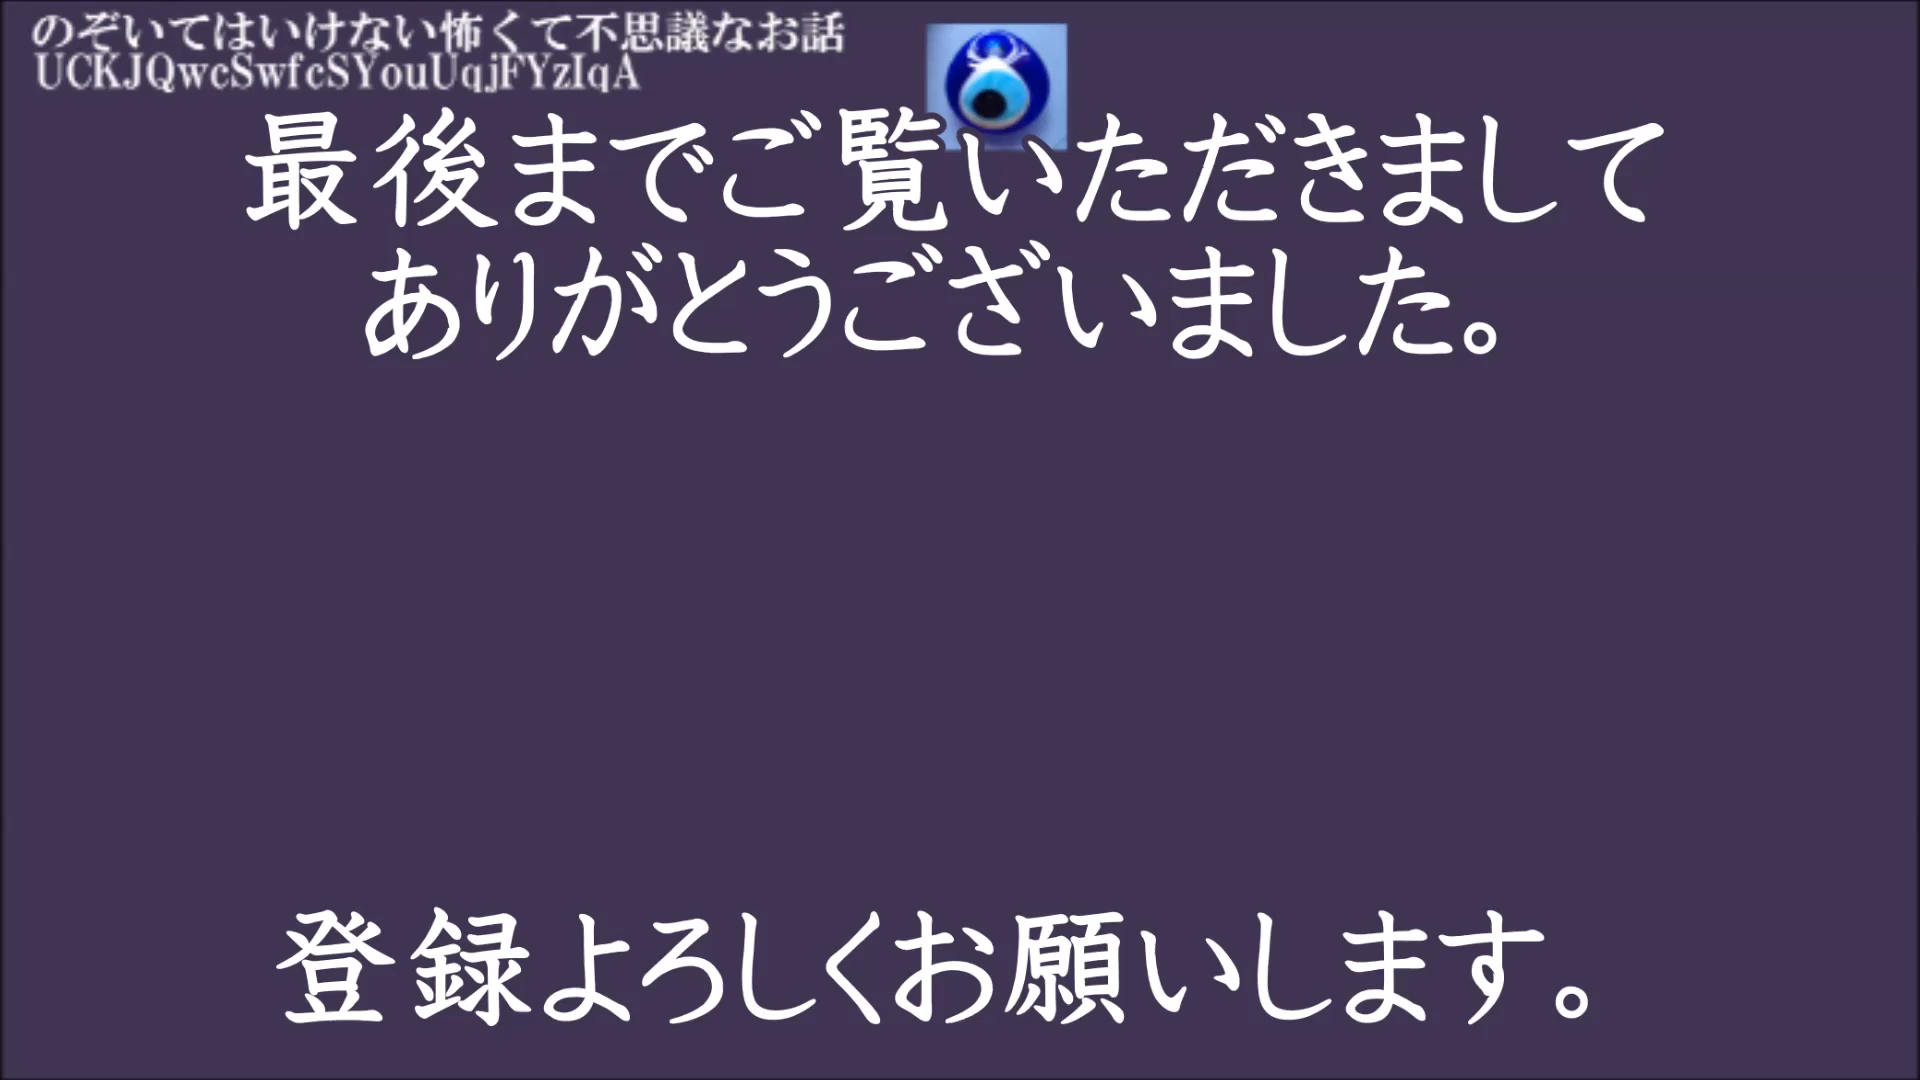 のぞいてはいけない怖くて不思議なお話
UCKJQwcSwfcSYouUqjFYzIqA
最後までご覧いただきまして
ありがとうございました。
登録よろしくお願いします。